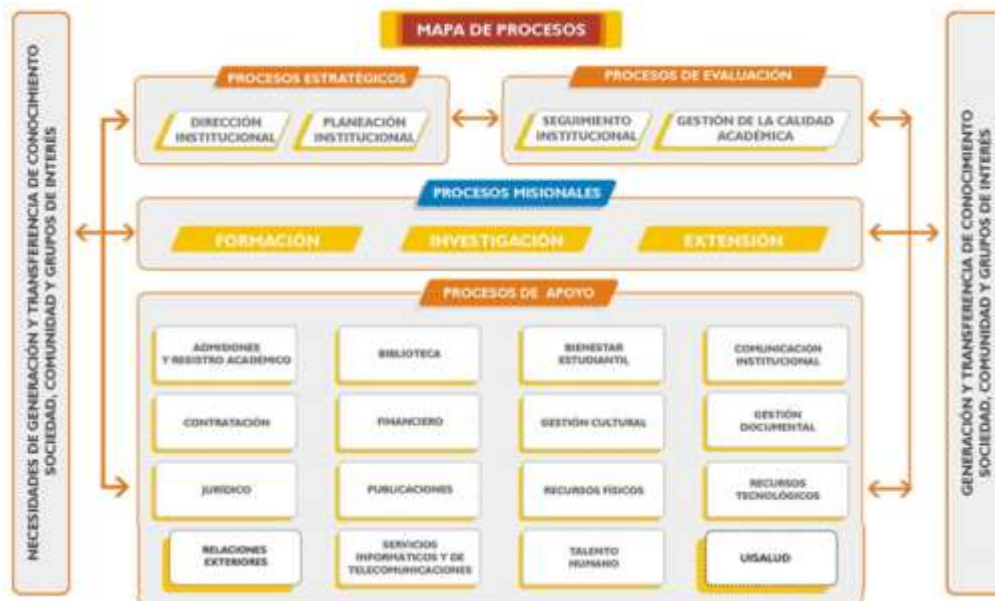 MAPA DE PROCESOS
NECESIDADES DE GENERACIÓN Y TRANSFERENCIA DE CONOCIMIENTO
SOCIEDAD, COMUNIDAD Y GRUPOS DE INTERÉS
PROCESOS ESTRATÉGICOS
DIRECCIÓN
INSTITUCIONAL
PLANEACIÓN
INSTITUCIONAL
PROCESOS DE EVALUACIÓN
SEGUIMIENTO
INSTITUCIONAL
GESTIÓN DE LA CALIDAD
ACADÉMICA
PROCESOS MISIONALES
FORMACIÓN
INVESTIGACIÓN
EXTENSIÓN
PROCESOS DE APOYO
ADMISIONES
Y REGISTRO ACADÉMICO
BIBLIOTECA
BIENESTAR
ESTUDIANTIL
COMUNICACIÓN
INSTITUCIONAL
CONTRATACIÓN
FINANCIERO
GESTIÓN CULTURAL
GESTIÓN
DOCUMENTAL
JURÍDICO
PUBLICACIONES
RECURSOS FÍSICOS
RECURSOS
TECNOLÓGICOS
RELACIONES
EXTERIORES
SERVICIOS
INFORMÁTICOS Y DE
TELECOMUNICACIONES
TALENTO
HUMANO
UISALUD
GENERACIÓN Y TRANSFERENCIA DE CONOCIMIENTO
SOCIEDAD, COMUNIDAD Y GRUPOS DE INTERÉS